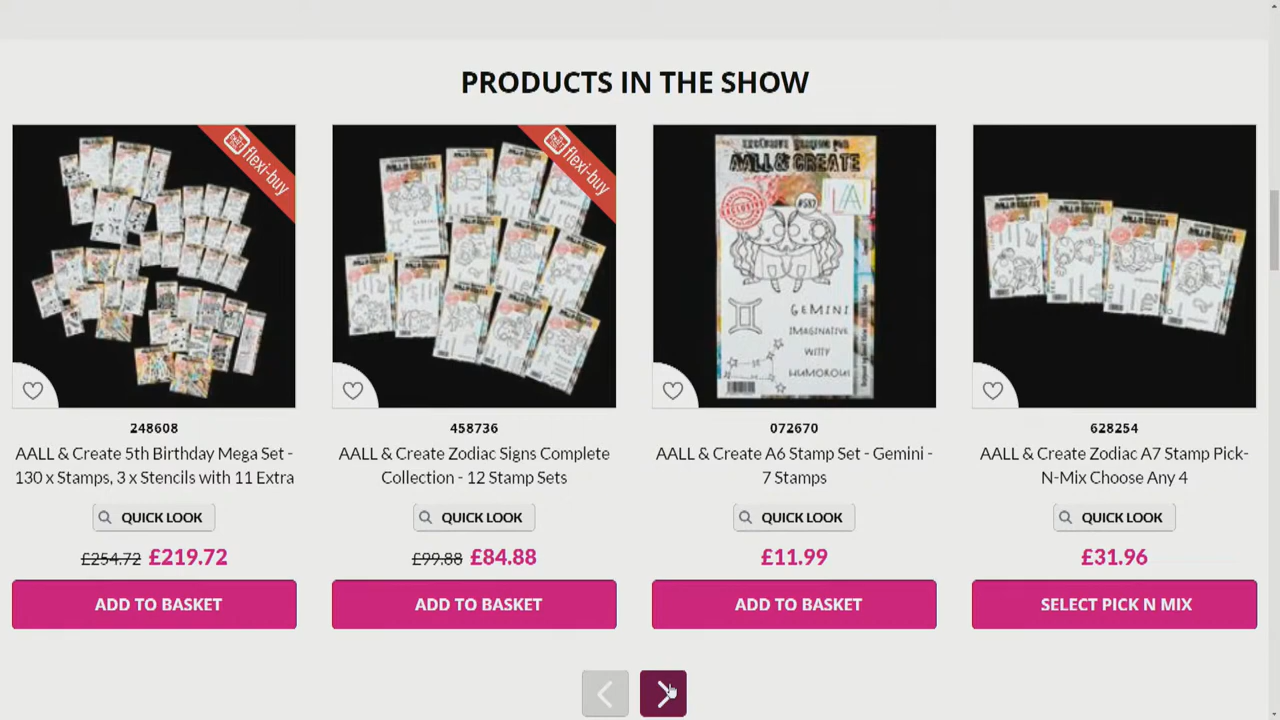 PRODUCTS IN THE SHOW
flexi-buy
flexi-buy
AALL & CREATE
#587
LA
GEMINI
IMAGINATIVE
WITTY
HUMOROUS
248608
AALL & Create 5th Birthday Mega Set -
130 x Stamps, 3 x Stencils with 11 Extra
QUICK LOOK
£254.72 £219.72
ADD TO BASKET
458736
AALL & Create Zodiac Signs Complete
Collection - 12 Stamp Sets
QUICK LOOK
£99.88 £84.88
ADD TO BASKET
072670
AALL & Create A6 Stamp Set - Gemini -
7 Stamps
QUICK LOOK
£11.99
ADD TO BASKET
628254
AALL & Create Zodiac A7 Stamp Pick-
N-Mix Choose Any 4
QUICK LOOK
£31.96
SELECT PICK N MIX